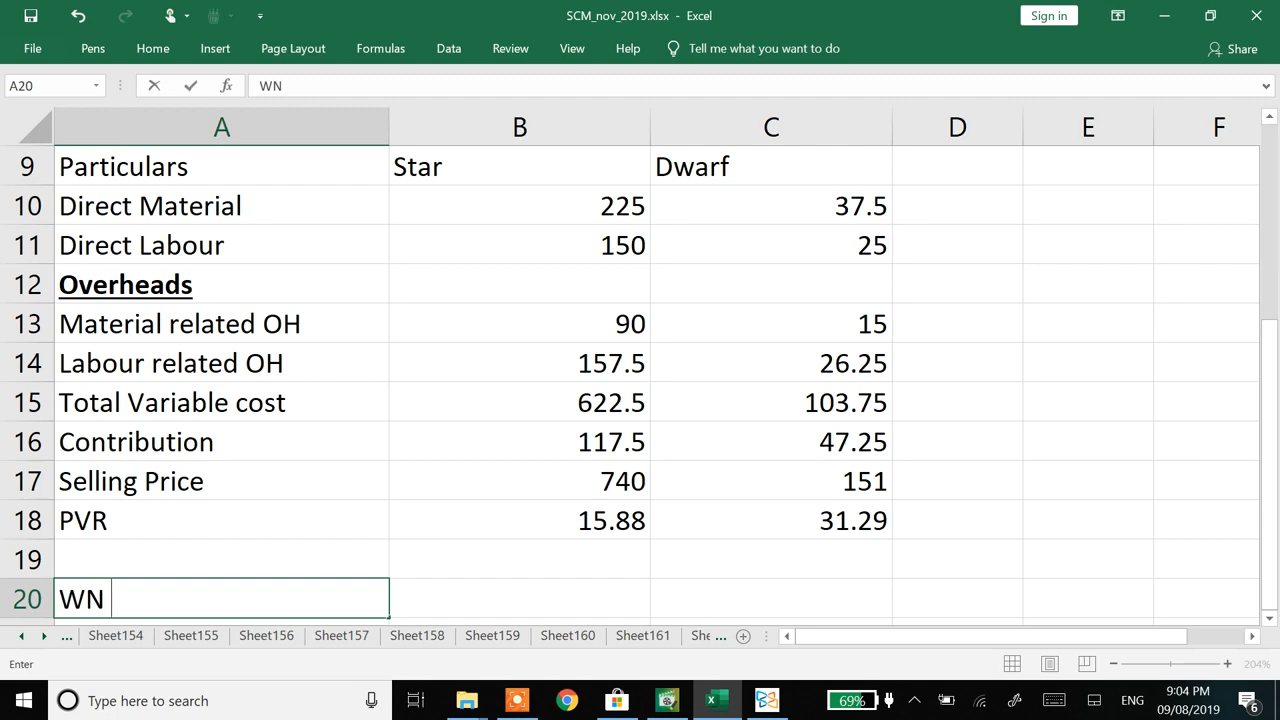 SCM_nov_2019.xlsx - Excel
Sign in
File Pens Home Insert Page Layout Formulas Data Review View Help Tell me what you want to do Share
A20 fx WN
A B C D E F
9 Particulars Star Dwarf
10 Direct Material 225 37.5
11 Direct Labour 150 25
12 Overheads
13 Material related OH 90 15
14 Labour related OH 157.5 26.25
15 Total Variable cost 622.5 103.75
16 Contribution 117.5 47.25
17 Selling Price 740 151
18 PVR 15.88 31.29
19
20 WN
... Sheet154 Sheet155 Sheet156 Sheet157 Sheet158 Sheet159 Sheet160 Sheet161 She ...
Enter 204%
Type here to search 69% ENG 9:04 PM
09/08/2019 6